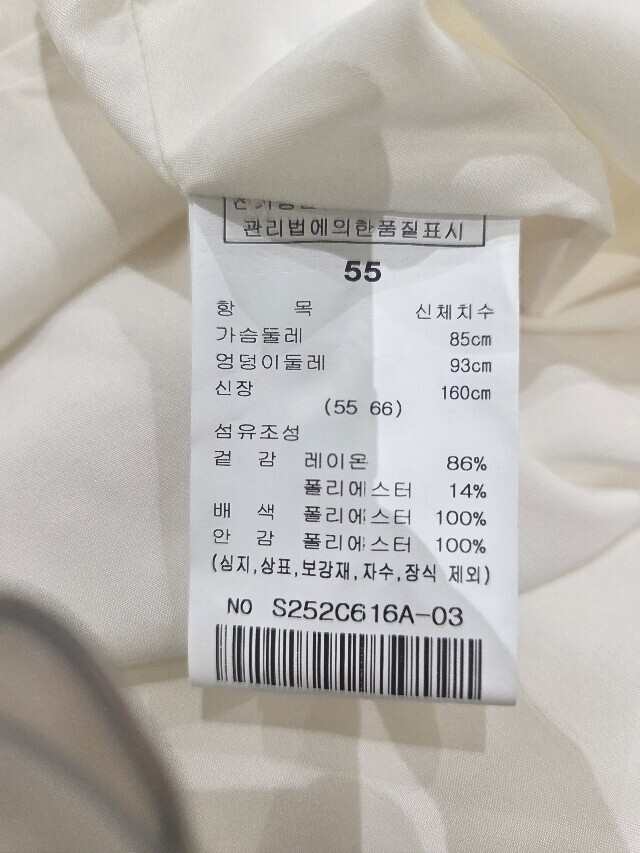 관리법에의한품질표시
55
항 목 신체치수
가슴둘레 85cm
엉덩이둘레 93cm
신장 160cm
(55 66)
섬유조성
겉 감 레이온 86%
폴리에스터 14%
배 색 폴리에스터 100%
안 감 폴리에스터 100%
(심지,상표,보강재,자수,장식 제외)
NO S252C616A-03